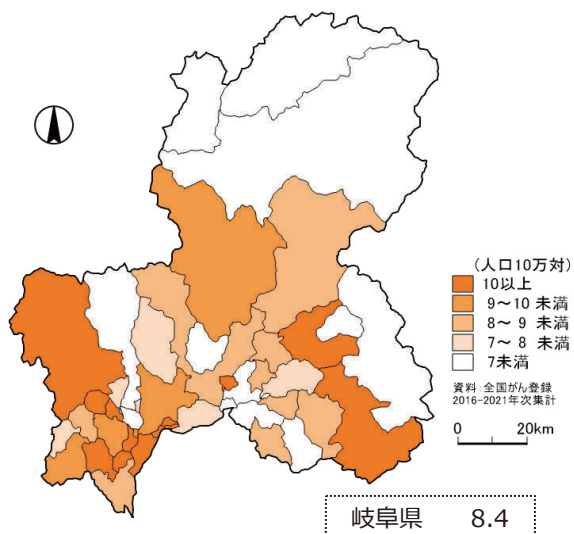 (人口10万対)
10以上
9～10 未満
8～ 9 未満
7～ 8 未満
7未満
資料:全国がん登録
2016-2021年次集計
0 20km
岐阜県 8.4